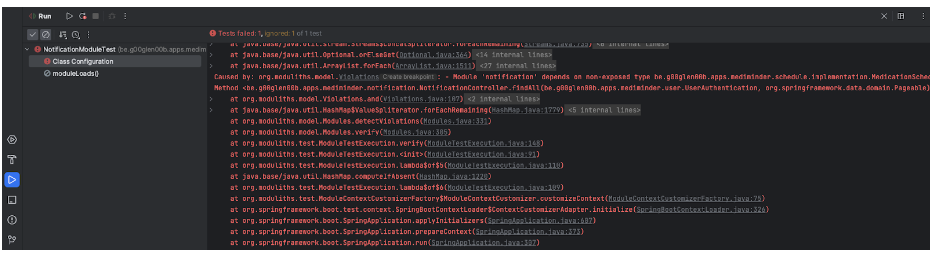 Run
Tests failed: 1, ignored: 1 of 1 test
NotificationModuleTest (be.g00glen00b.apps.medim
Class Configuration
moduleLoads()
at java.base/java.util.stream.Streams$ConcatSpliterator.forEachRemaining(Streams.java:735) <6 internal lines>
at java.base/java.util.Optional.orElseGet(Optional.java:364) <14 internal lines>
at java.base/java.util.ArrayList.forEach(ArrayList.java:1511) <27 internal lines>
Caused by: org.moduliths.model.Violations Create breakpoint : - Module 'notification' depends on non-exposed type be.g00glen00b.apps.mediminder.schedule.implementation.MedicationSched
Method <be.g00glen00b.apps.mediminder.notification.NotificationController.findAll(be.g00glen00b.apps.mediminder.user.UserAuthentication, org.springframework.data.domain.Pageable)
at org.moduliths.model.Violations.and(Violations.java:107) <2 internal lines>
at java.base/java.util.HashMap$ValueSpliterator.forEachRemaining(HashMap.java:1779) <5 internal lines>
at org.moduliths.model.Modules.detectViolations(Modules.java:331)
at org.moduliths.model.Modules.verify(Modules.java:305)
at org.moduliths.test.ModuleTestExecution.verify(ModuleTestExecution.java:148)
at org.moduliths.test.ModuleTestExecution.<init>(ModuleTestExecution.java:91)
at org.moduliths.test.ModuleTestExecution.lambda$of$5(ModuleTestExecution.java:110)
at java.base/java.util.HashMap.computeIfAbsent(HashMap.java:1220)
at org.moduliths.test.ModuleTestExecution.lambda$of$6(ModuleTestExecution.java:109)
at org.moduliths.test.ModuleContextCustomizerFactory$ModuleContextCustomizer.customizeContext(ModuleContextCustomizerFactory.java:75)
at org.springframework.boot.test.context.SpringBootContextLoader$ContextCustomizerAdapter.initialize(SpringBootContextLoader.java:326)
at org.springframework.boot.SpringApplication.applyInitializers(SpringApplication.java:607)
at org.springframework.boot.SpringApplication.prepareContext(SpringApplication.java:373)
at org.springframework.boot.SpringApplication.run(SpringApplication.java:307)